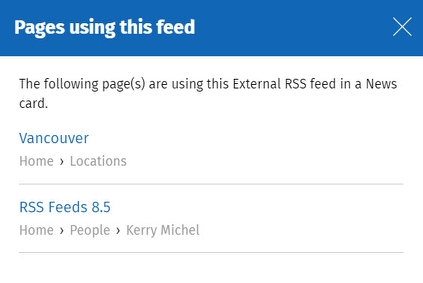 Pages using this feed
The following page(s) are using this External RSS feed in a News
card.
Vancouver
Home › Locations
RSS Feeds 8.5
Home › People › Kerry Michel